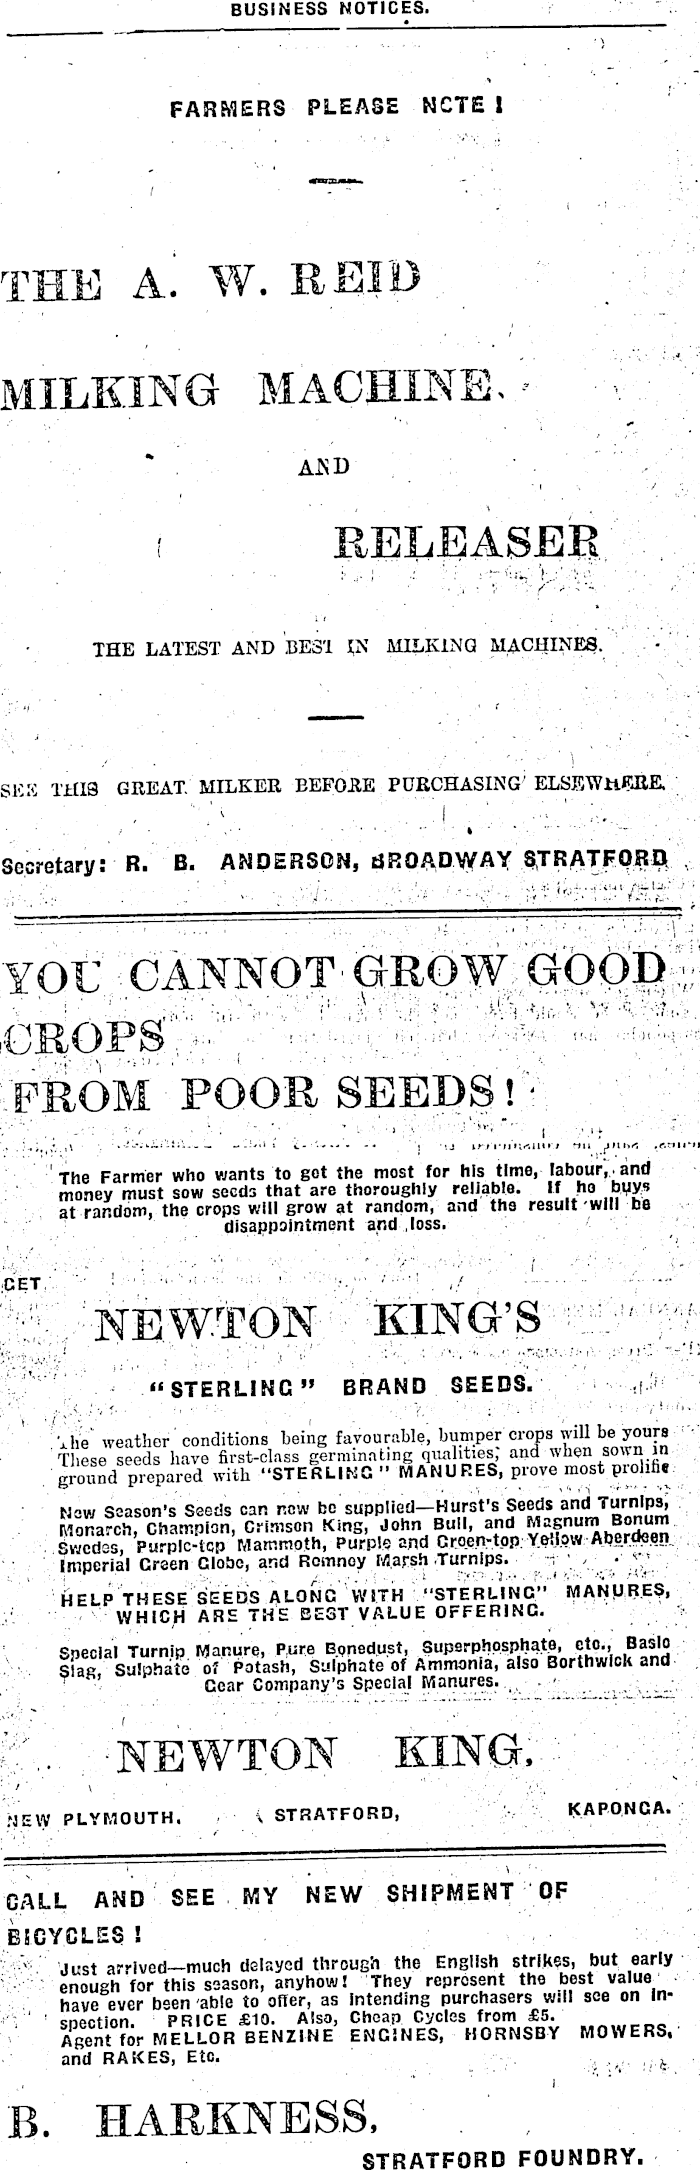 BUSINESS NOTICES.
FARMERS PLEASE NOTE!
THE A. W. REID
MILKING MACHINE.
AND
RELEASER
THE LATEST AND BEST IN MILKING MACHINES.
SEE THIS GREAT MILKER BEFORE PURCHASING ELSEWHERE.
Secretary: R. B. ANDERSON, BROADWAY STRATFORD
YOU CANNOT GROW GOOD
CROPS
FROM POOR SEEDS!
The Farmer who wants to get the most for his time, labour, and
money must sow seeds that are thoroughly reliable. If he buys
at random, the crops will grow at random, and the result will be
disappointment and loss.
GET
NEWTON KING'S
"STERLING" BRAND SEEDS.
The weather conditions being favourable, bumper crops will be yours
These seeds have first-class germinating qualities; and when sown in
ground prepared with "STERLING" MANURES, prove most prolific
New Season's Seeds can now be supplied—Hurst's Seeds and Turnips,
Monarch, Champion, Crimson King, John Bull, and Magnum Bonum
Swedes, Purple-top Mammoth, Purple and Green-top Yellow Aberdeen
Imperial Green Globe, and Romney Marsh Turnips.
HELP THESE SEEDS ALONG WITH "STERLING" MANURES,
WHICH ARE THE BEST VALUE OFFERING.
Special Turnip Manure, Pure Bonedust, Superphosphate, etc., Basic
Slag, Sulphate of Potash, Sulphate of Ammonia, also Borthwick and
Gear Company's Special Manures.
NEWTON KING,
NEW PLYMOUTH, STRATFORD, KAPONGA.
CALL AND SEE MY NEW SHIPMENT OF
BICYCLES!
Just arrived—much delayed through the English strikes, but early
enough for this season, anyhow! They represent the best value
have ever been able to offer, as intending purchasers will see on in-
spection. PRICE £10. Also, Cheap Cycles from £5.
Agent for MELLOR BENZINE ENGINES, HORNSBY MOWERS,
and RAKES, Etc.
B. HARKNESS,
STRATFORD FOUNDRY.